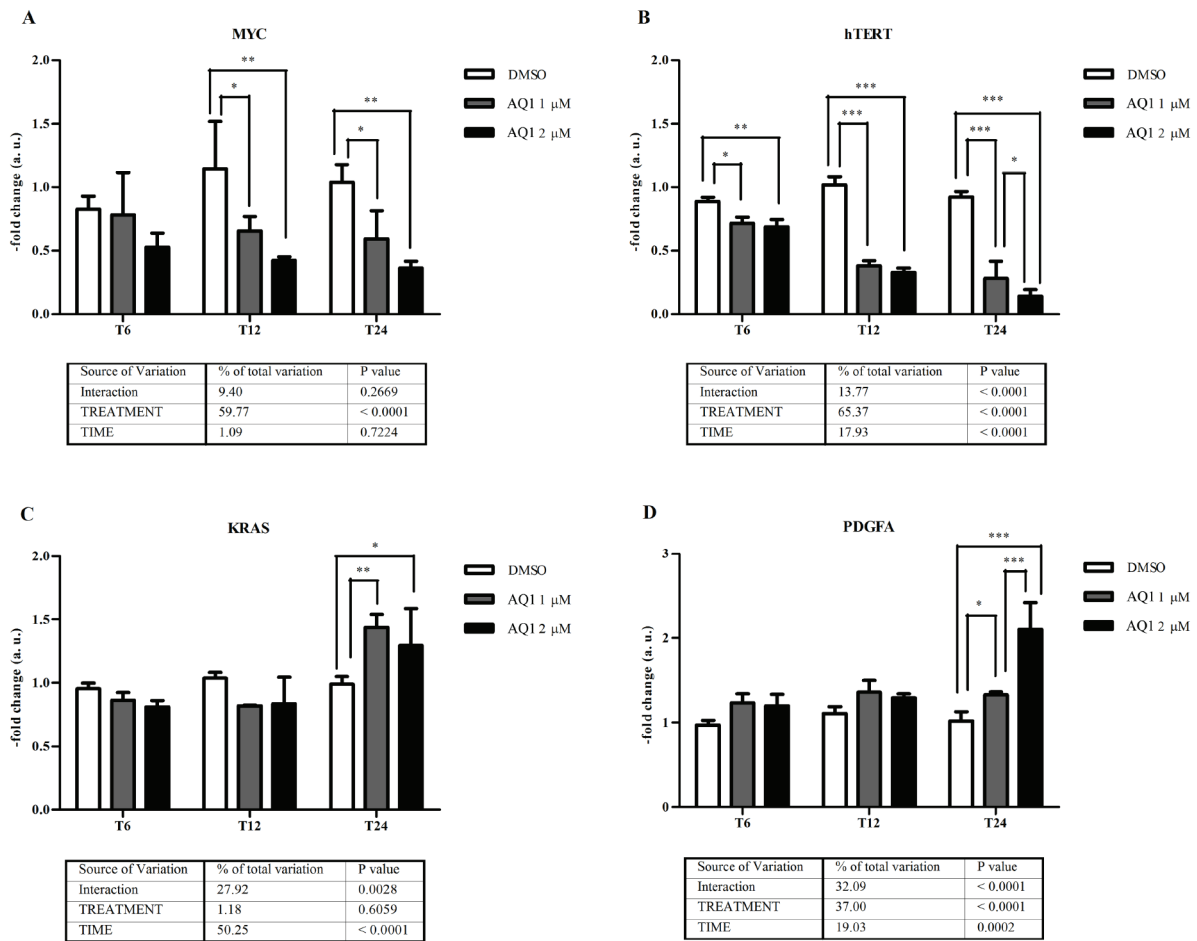 A
MYC
-fold change (a. u.)
2.0
1.5
1.0
0.5
0.0
** * ** *
T6 T12 T24
DMSO
AQ1 1 μM
AQ1 2 μM
Source of Variation % of total variation P value
Interaction 9.40 0.2669
TREATMENT 59.77 < 0.0001
TIME 1.09 0.7224
B
hTERT
-fold change (a. u.)
2.0
1.5
1.0
0.5
0.0
** * *** *** *** *** *
T6 T12 T24
DMSO
AQ1 1 μM
AQ1 2 μM
Source of Variation % of total variation P value
Interaction 13.77 < 0.0001
TREATMENT 65.37 < 0.0001
TIME 17.93 < 0.0001
C
KRAS
-fold change (a. u.)
2.0
1.5
1.0
0.5
0.0
* **
T6 T12 T24
DMSO
AQ1 1 μM
AQ1 2 μM
Source of Variation % of total variation P value
Interaction 27.92 0.0028
TREATMENT 1.18 0.6059
TIME 50.25 < 0.0001
D
PDGFA
-fold change (a. u.)
3
2
1
0
*** *** *
T6 T12 T24
DMSO
AQ1 1 μM
AQ1 2 μM
Source of Variation % of total variation P value
Interaction 32.09 < 0.0001
TREATMENT 37.00 < 0.0001
TIME 19.03 0.0002